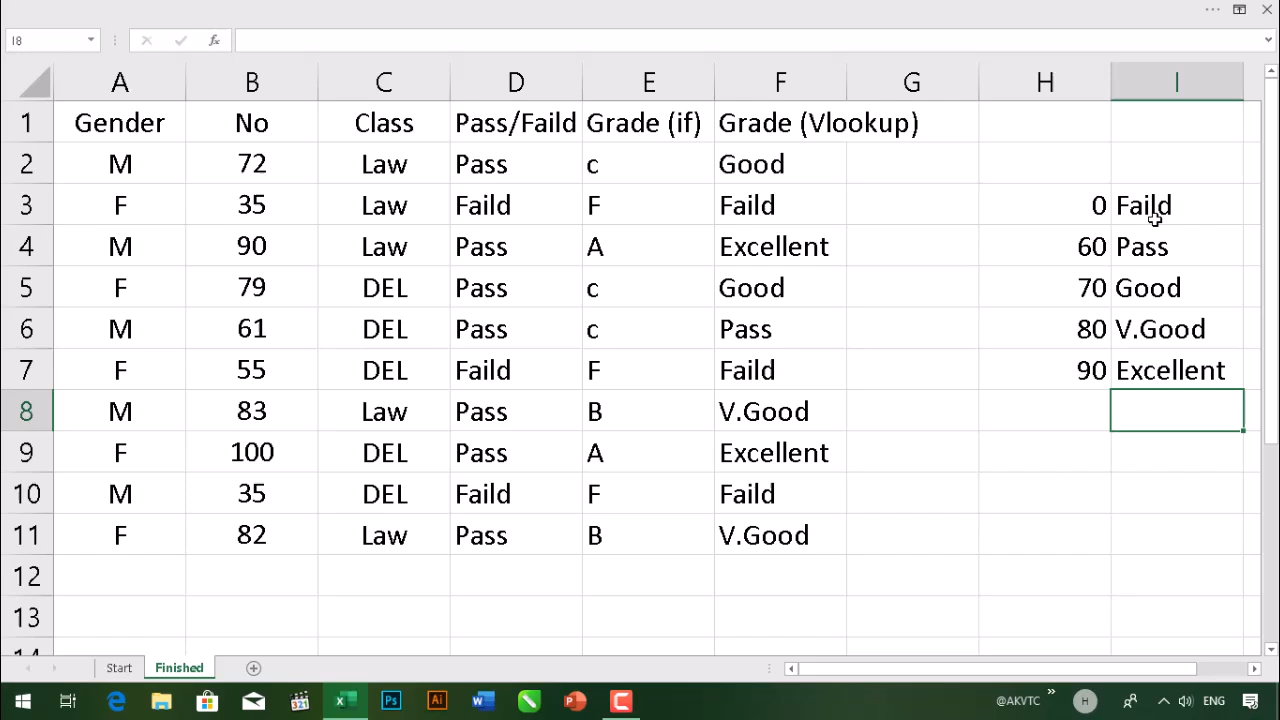 I8
fx
A B C D E F G H I
1 Gender No Class Pass/Faild Grade (if) Grade (Vlookup)
2 M 72 Law Pass c Good
3 F 35 Law Faild F Faild 0 Faild
4 M 90 Law Pass A Excellent 60 Pass
5 F 79 DEL Pass c Good 70 Good
6 M 61 DEL Pass c Pass 80 V.Good
7 F 55 DEL Faild F Faild 90 Excellent
8 M 83 Law Pass B V.Good
9 F 100 DEL Pass A Excellent
10 M 35 DEL Faild F Faild
11 F 82 Law Pass B V.Good
12
13
14
Start Finished
e 321 X Ps Ai W P C @AKVTC » H ENG